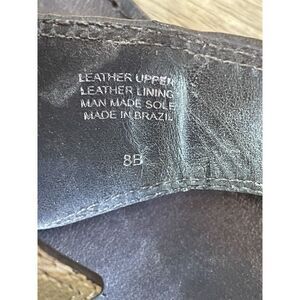 LEATHER UPPER
LEATHER LINING
MAN MADE SOLE
MADE IN BRAZIL
8B